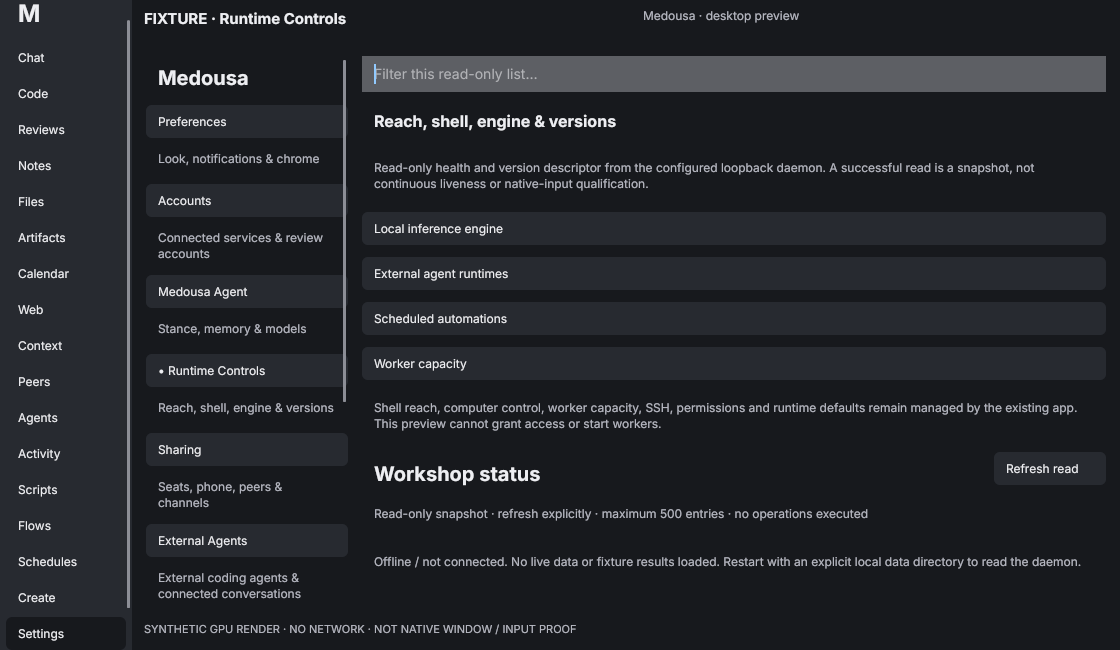 M
Chat
Code
Reviews
Notes
Files
Artifacts
Calendar
Web
Context
Peers
Agents
Activity
Scripts
Flows
Schedules
Create
Settings
FIXTURE · Runtime Controls
Medousa · desktop preview
Medousa
Preferences
Look, notifications & chrome
Accounts
Connected services & review
accounts
Medousa Agent
Stance, memory & models
• Runtime Controls
Reach, shell, engine & versions
Sharing
Seats, phone, peers &
channels
External Agents
External coding agents &
connected conversations
Filter this read-only list...
Reach, shell, engine & versions
Read-only health and version descriptor from the configured loopback daemon. A successful read is a snapshot, not
continuous liveness or native-input qualification.
Local inference engine
External agent runtimes
Scheduled automations
Worker capacity
Shell reach, computer control, worker capacity, SSH, permissions and runtime defaults remain managed by the existing app.
This preview cannot grant access or start workers.
Workshop status
Refresh read
Read-only snapshot · refresh explicitly · maximum 500 entries · no operations executed
Offline / not connected. No live data or fixture results loaded. Restart with an explicit local data directory to read the daemon.
SYNTHETIC GPU RENDER · NO NETWORK · NOT NATIVE WINDOW / INPUT PROOF